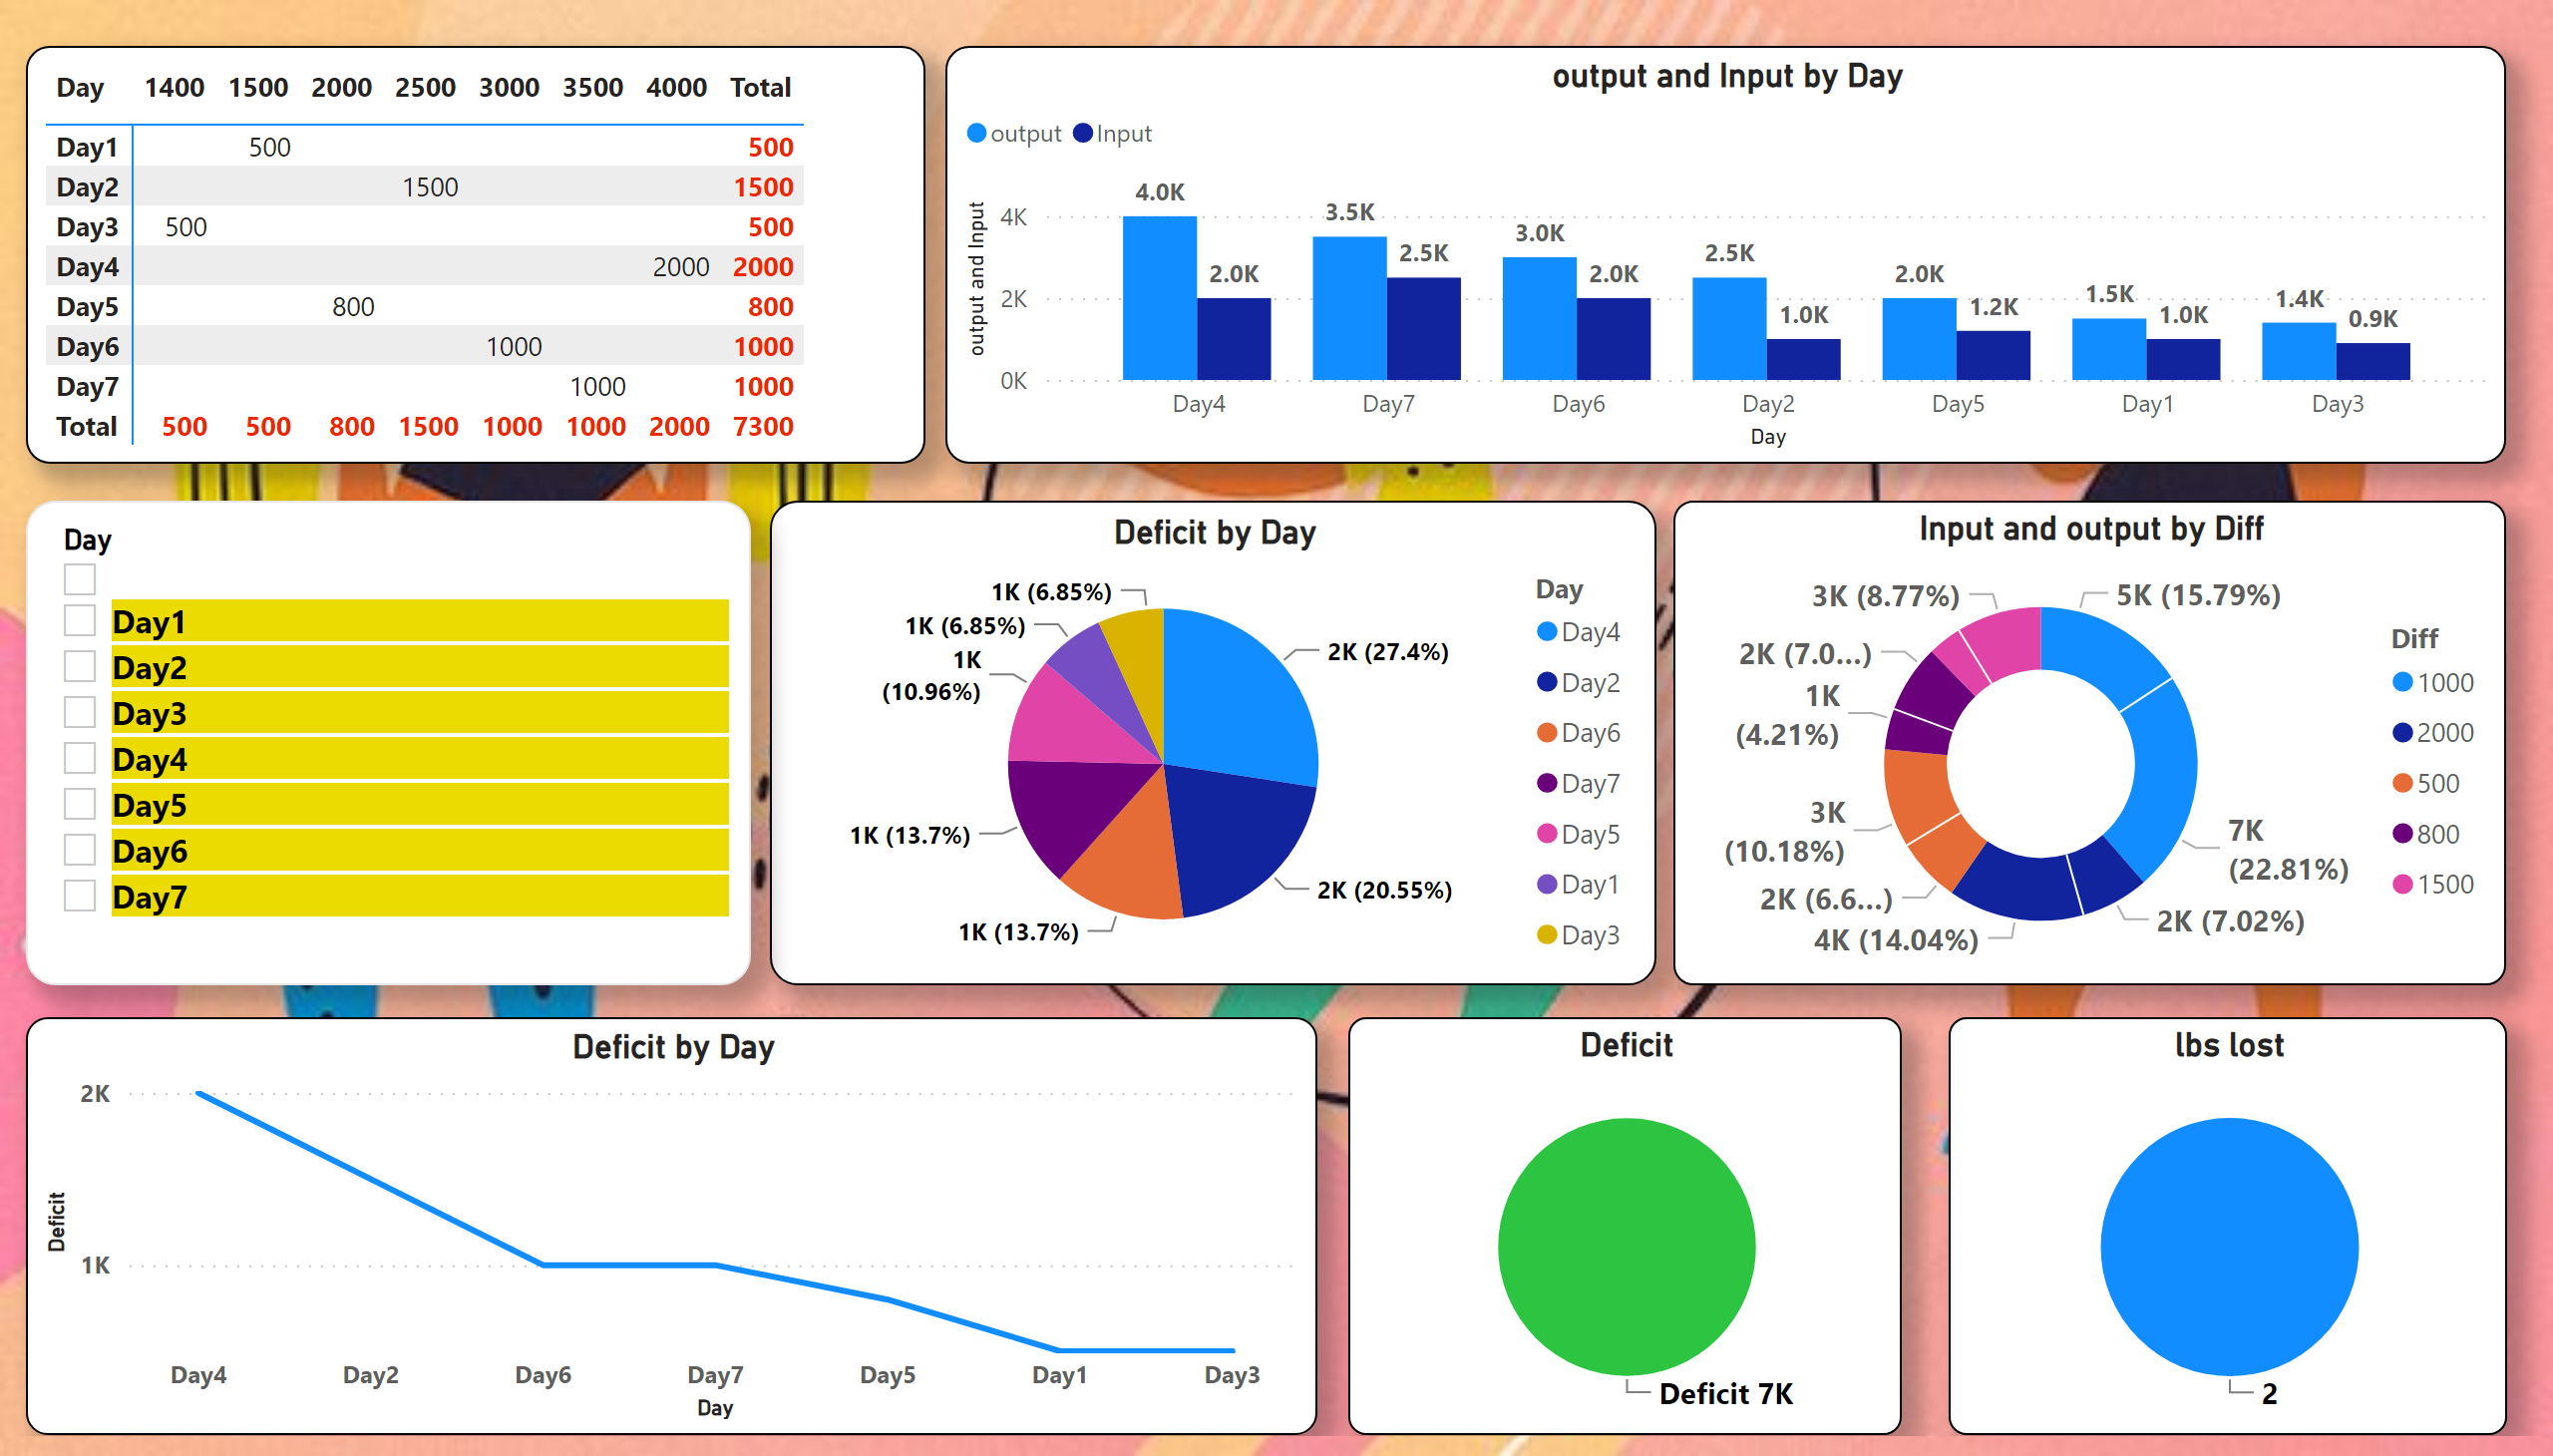 Day 1400 1500 2000 2500 3000 3500 4000 Total
Day1 500 500
Day2 1500 1500
Day3 500 500
Day4 2000 2000
Day5 800 800
Day6 1000 1000
Day7 1000 1000
Total 500 500 800 1500 1000 1000 2000 7300
output and Input by Day
output Input
output and Input
4K
2K
0K
4.0K 2.0K 3.5K 2.5K 3.0K 2.0K 2.5K 1.0K 2.0K 1.2K 1.5K 1.0K 1.4K 0.9K
Day4 Day7 Day6 Day2 Day5 Day1 Day3
Day
Day
Day1
Day2
Day3
Day4
Day5
Day6
Day7
Deficit by Day
1K (6.85%)
1K (6.85%)
1K
(10.96%)
1K (13.7%)
1K (13.7%)
2K (27.4%)
2K (20.55%)
Day
Day4
Day2
Day6
Day7
Day5
Day1
Day3
Input and output by Diff
3K (8.77%)
5K (15.79%)
2K (7.0...)
1K
(4.21%)
3K
(10.18%)
2K (6.6...)
4K (14.04%)
7K
(22.81%)
2K (7.02%)
Diff
1000
2000
500
800
1500
Deficit by Day
Deficit
2K
1K
Day4 Day2 Day6 Day7 Day5 Day1 Day3
Day
Deficit
Deficit 7K
lbs lost
2